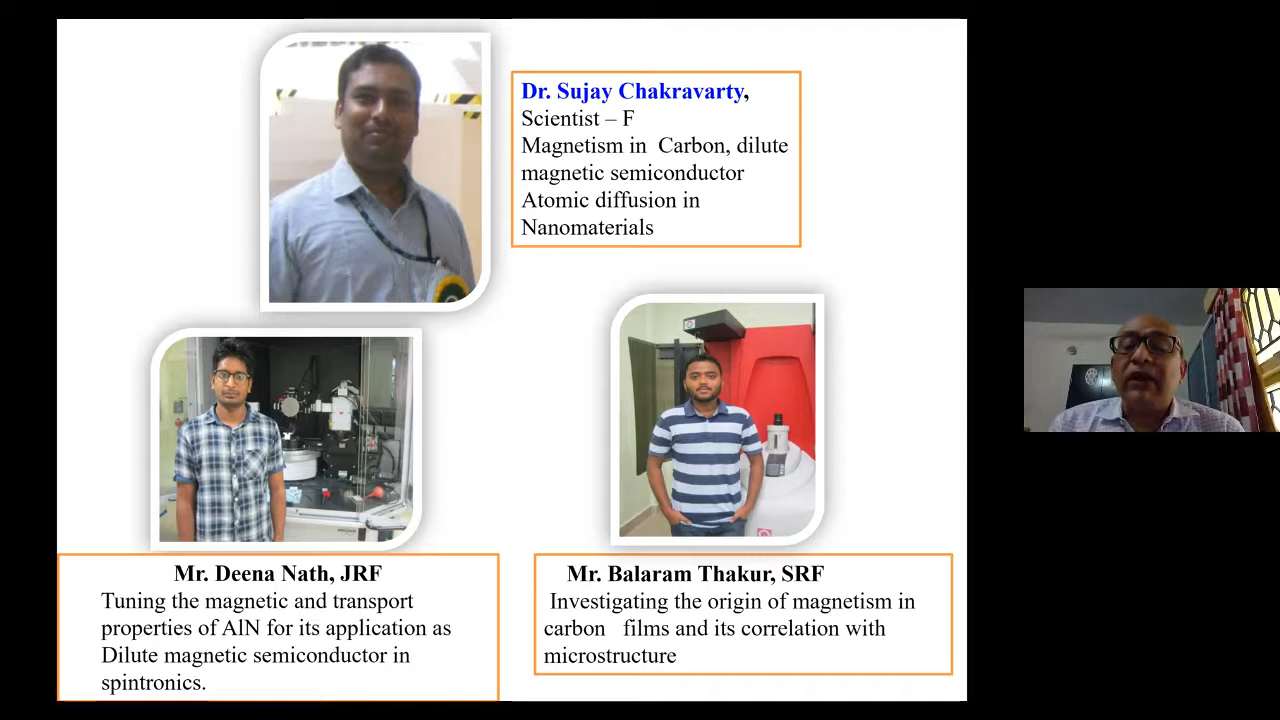 Dr. Sujay Chakravarty,
Scientist – F
Magnetism in Carbon, dilute
magnetic semiconductor
Atomic diffusion in
Nanomaterials
Mr. Deena Nath, JRF
Tuning the magnetic and transport
properties of AlN for its application as
Dilute magnetic semiconductor in
spintronics.
Mr. Balaram Thakur, SRF
Investigating the origin of magnetism in
carbon films and its correlation with
microstructure